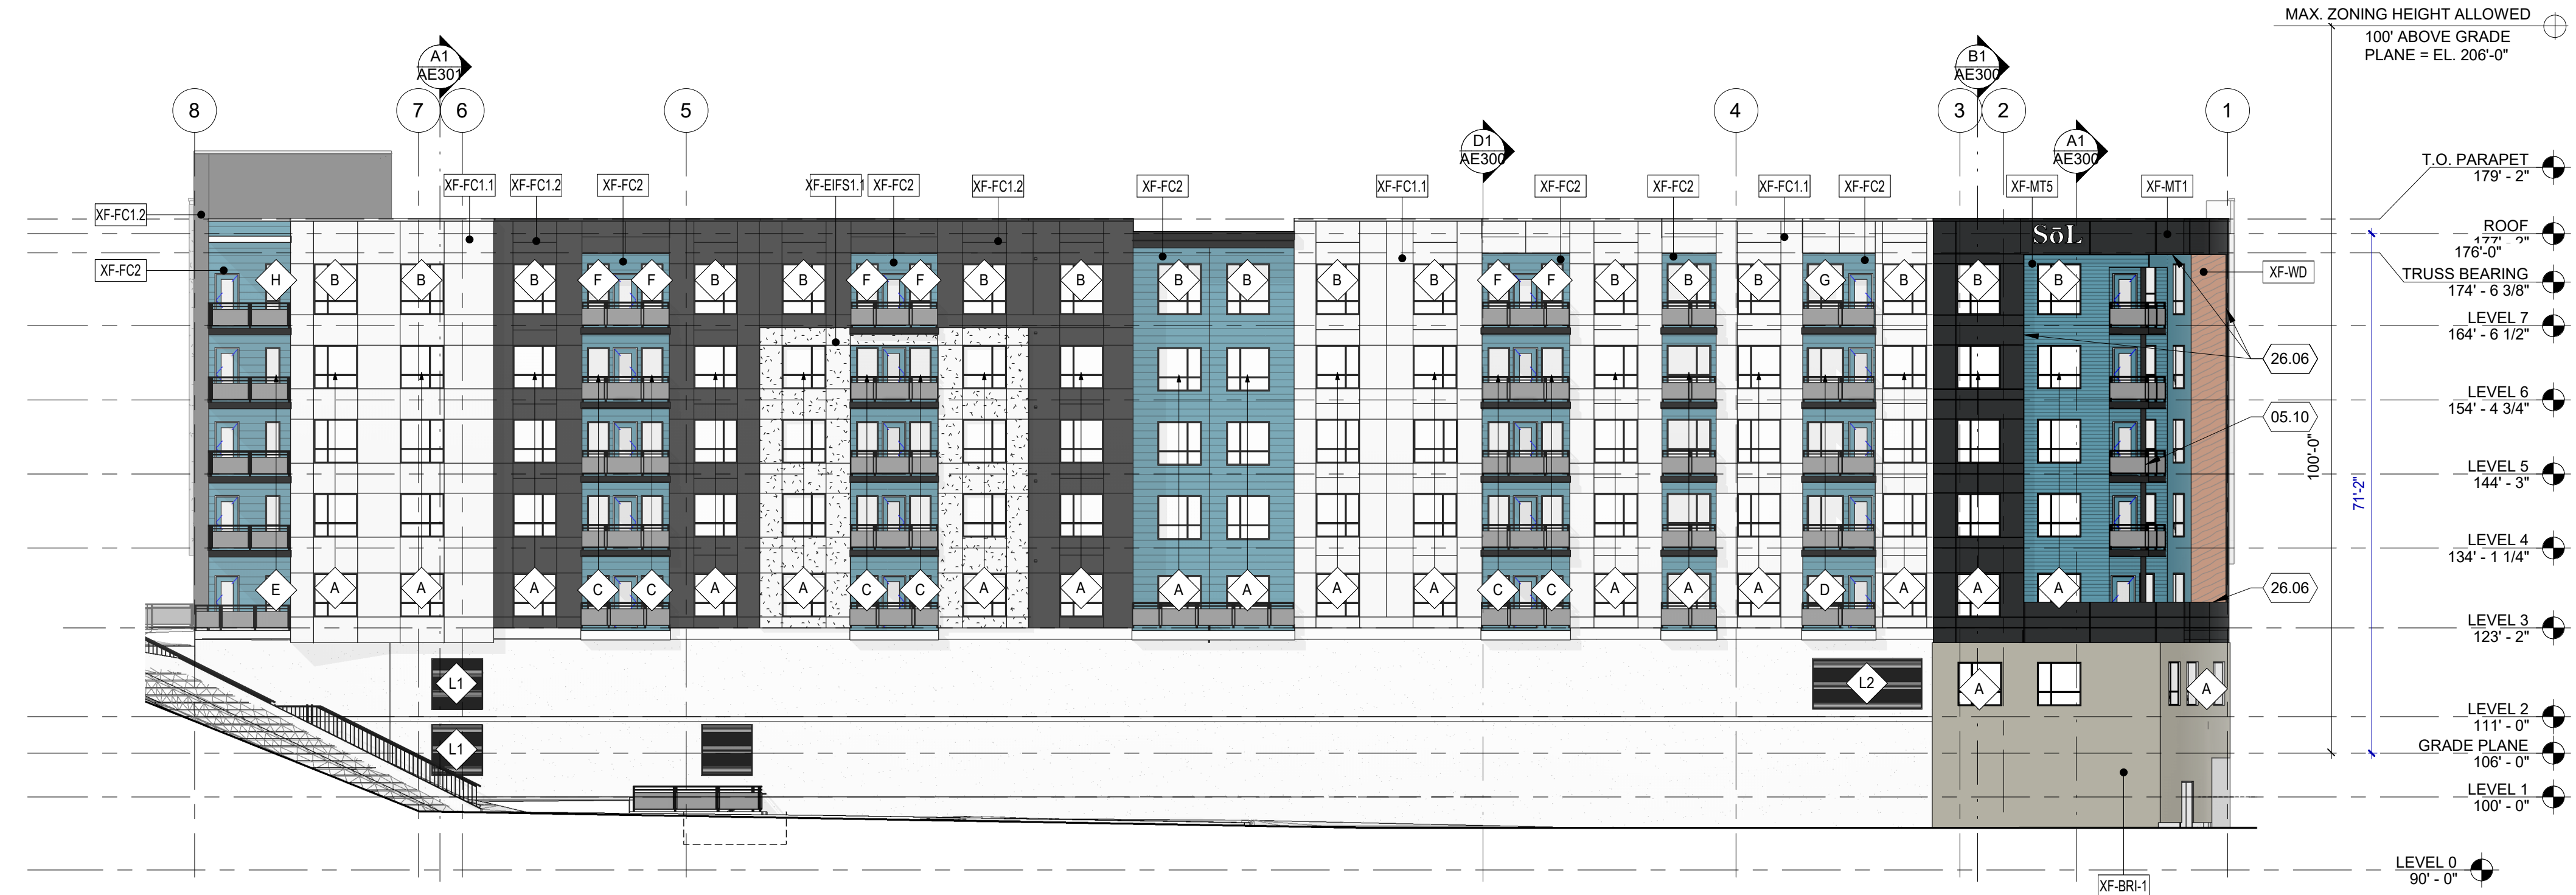 MAX. ZONING HEIGHT ALLOWED
100' ABOVE GRADE
PLANE = EL. 206'-0"
A1
AE301
B1
AE300
8
7
6
5
4
3
2
1
D1
AE300
A1
AE300
T.O. PARAPET
179' - 2"
XF-FC1.1
XF-FC1.2
XF-FC2
XF-EIFS1.1
XF-FC2
XF-FC1.2
XF-FC2
XF-FC1.1
XF-FC2
XF-FC2
XF-FC1.1
XF-FC2
XF-MT5
XF-MT1
XF-FC1.2
SōL
ROOF
177' - 2"
176'-0"
XF-FC2
XF-WD
TRUSS BEARING
174' - 6 3/8"
H
B
B
B
F
F
B
B
F
F
B
B
B
B
B
B
F
F
B
B
B
G
B
B
B
LEVEL 7
164' - 6 1/2"
26.06
LEVEL 6
154' - 4 3/4"
05.10
100'-0"
LEVEL 5
144' - 3"
71'-2"
LEVEL 4
134' - 1 1/4"
E
A
A
A
C
C
A
A
C
C
A
A
A
A
A
A
C
C
A
A
A
D
A
A
A
26.06
LEVEL 3
123' - 2"
L1
L2
A
A
LEVEL 2
111' - 0"
L1
GRADE PLANE
106' - 0"
LEVEL 1
100' - 0"
LEVEL 0
90' - 0"
XF-BRI-1